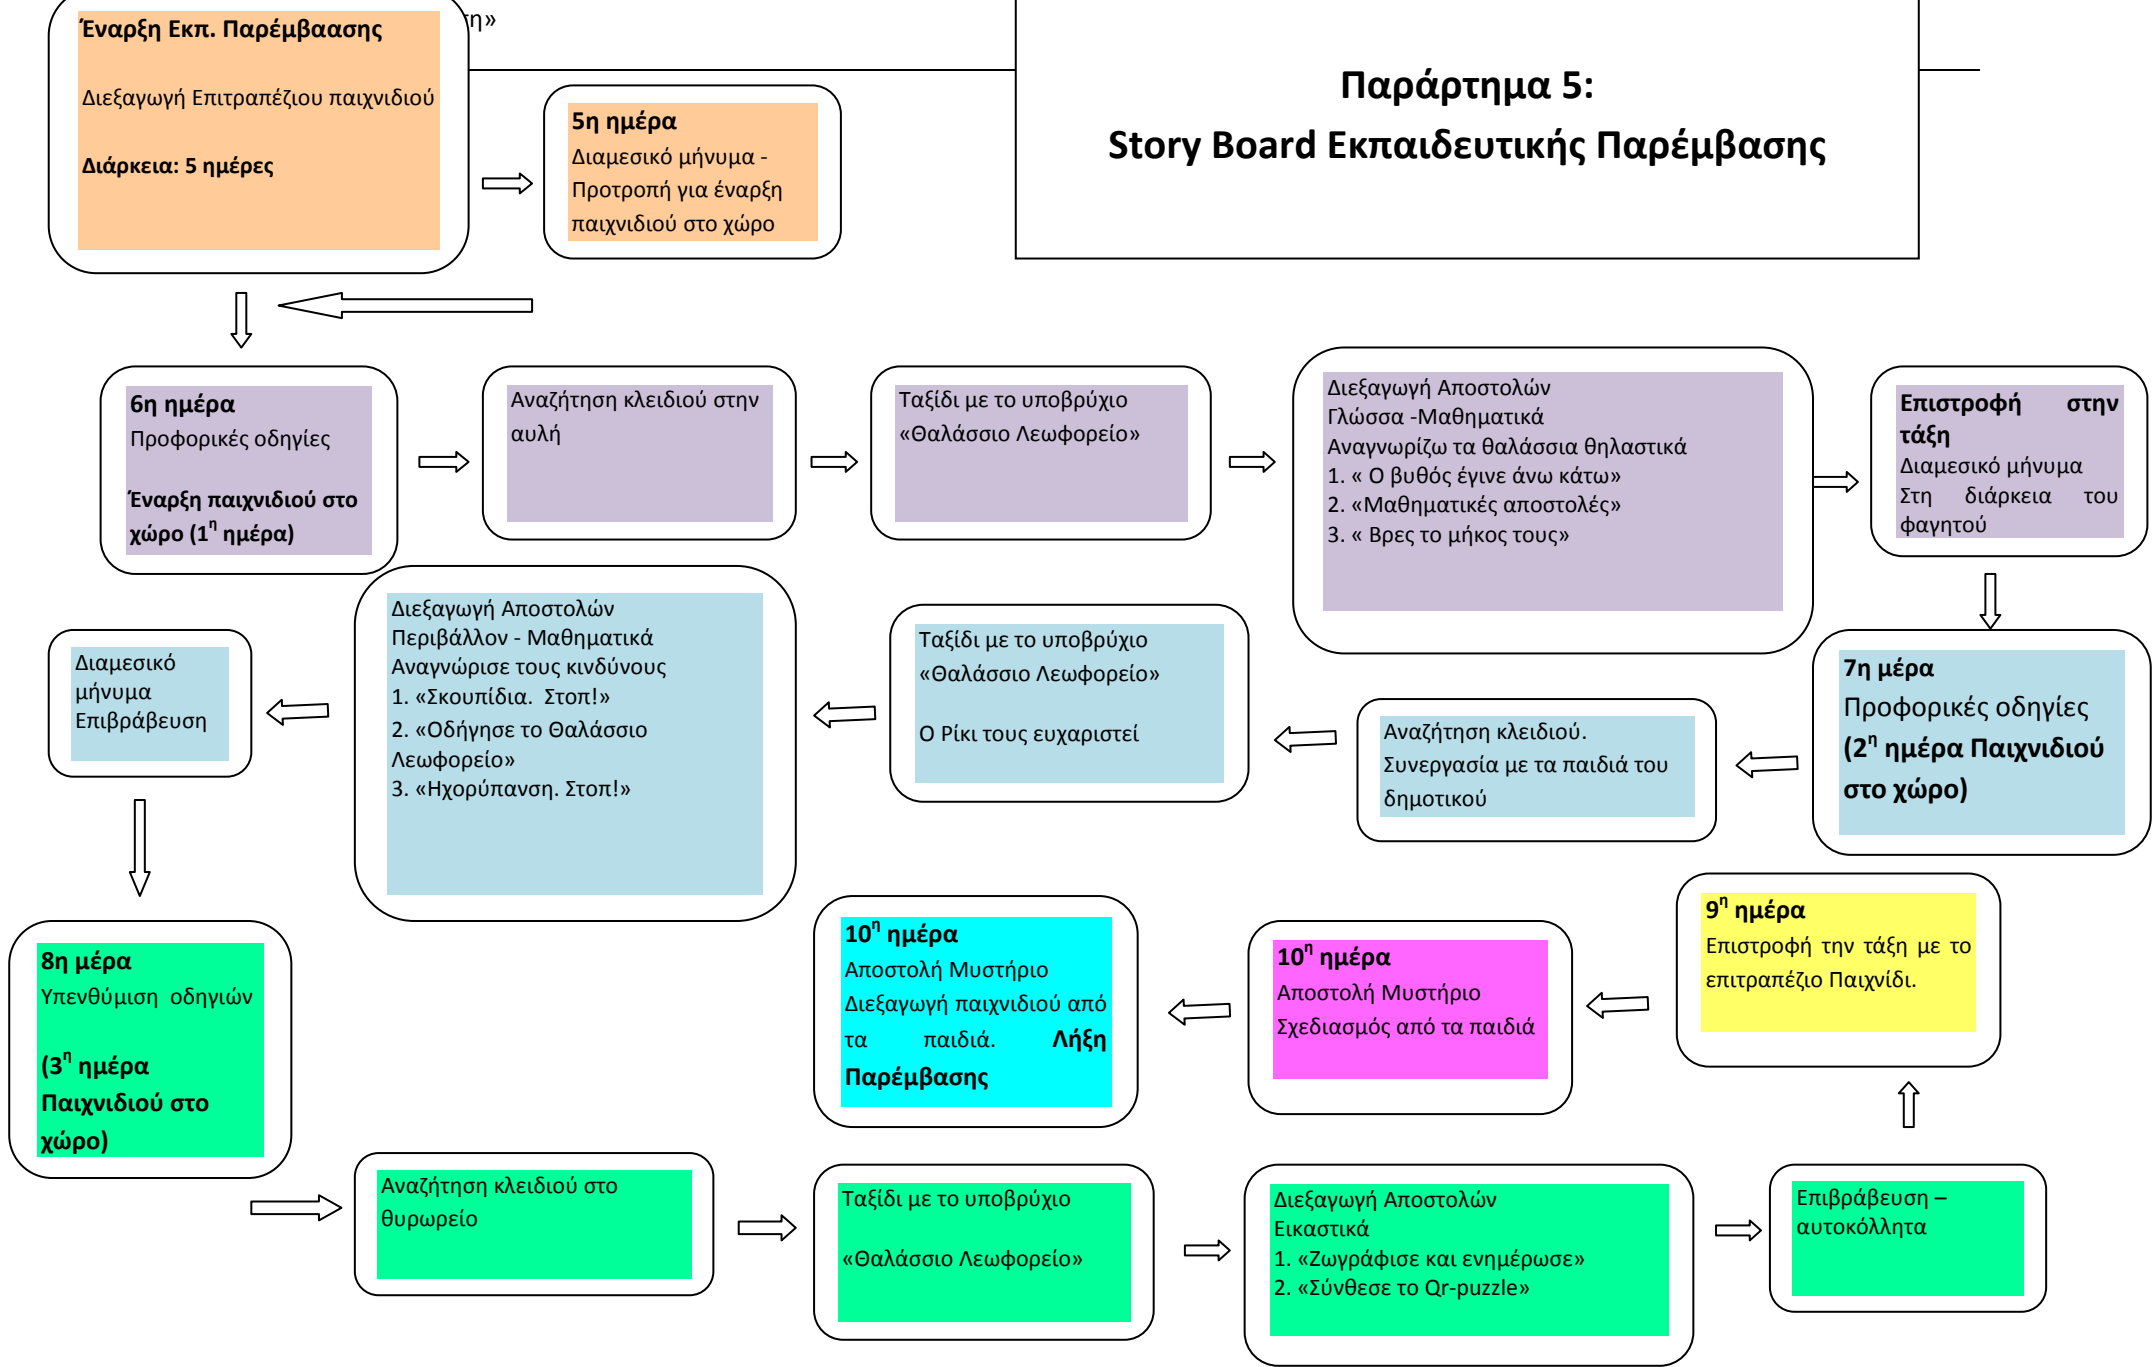 Έναρξη Εκπ. Παρέμβαασης
Διεξαγωγή Επιτραπέζιου παιχνιδιού
Διάρκεια: 5 ημέρες
5η ημέρα
Διαμεσικό μήνυμα -
Προτροπή για έναρξη
παιχνιδιού στο χώρο
Παράρτημα 5:
Story Board Εκπαιδευτικής Παρέμβασης
6η ημέρα
Προφορικές οδηγίες
Έναρξη παιχνιδιού στο
χώρο (1η ημέρα)
Αναζήτηση κλειδιού στην
αυλή
Ταξίδι με το υποβρύχιο
«Θαλάσσιο Λεωφορείο»
Διεξαγωγή Αποστολών
Γλώσσα -Μαθηματικά
Αναγνωρίζω τα θαλάσσια θηλαστικά
1. « Ο βυθός έγινε άνω κάτω»
2. «Μαθηματικές αποστολές»
3. « Βρες το μήκος τους»
Επιστροφή στην
τάξη
Διαμεσικό μήνυμα
Στη διάρκεια του
φαγητού
7η μέρα
Προφορικές οδηγίες
(2η ημέρα Παιχνιδιού
στο χώρο)
Αναζήτηση κλειδιού.
Συνεργασία με τα παιδιά του
δημοτικού
Ταξίδι με το υποβρύχιο
«Θαλάσσιο Λεωφορείο»
Ο Ρίκι τους ευχαριστεί
Διεξαγωγή Αποστολών
Περιβάλλον - Μαθηματικά
Αναγνώρισε τους κινδύνους
1. «Σκουπίδια. Στοπ!»
2. «Οδήγησε το Θαλάσσιο
Λεωφορείο»
3. «Ηχορύπανση. Στοπ!»
Διαμεσικό
μήνυμα
Επιβράβευση
8η μέρα
Υπενθύμιση οδηγιών
(3η ημέρα
Παιχνιδιού στο
χώρο)
Αναζήτηση κλειδιού στο
θυρωρείο
Ταξίδι με το υποβρύχιο
«Θαλάσσιο Λεωφορείο»
Διεξαγωγή Αποστολών
Εικαστικά
1. «Ζωγράφισε και ενημέρωσε»
2. «Σύνθεσε το Qr-puzzle»
Επιβράβευση –
αυτοκόλλητα
9η ημέρα
Επιστροφή την τάξη με το
επιτραπέζιο Παιχνίδι.
10η ημέρα
Αποστολή Μυστήριο
Σχεδιασμός από τα παιδιά
10η ημέρα
Αποστολή Μυστήριο
Διεξαγωγή παιχνιδιού από
τα παιδιά. Λήξη
Παρέμβασης